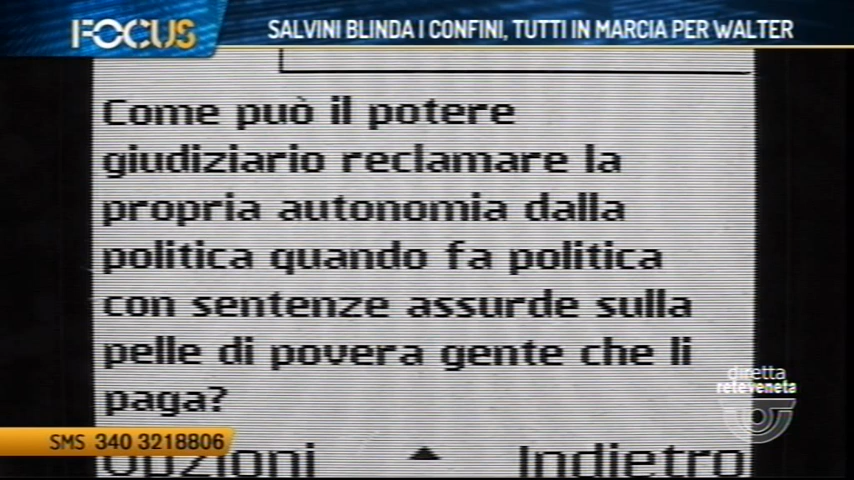 FOCUS
SALVINI BLINDA I CONFINI, TUTTI IN MARCIA PER WALTER
Come può il potere
giudiziario reclamare la
propria autonomia dalla
politica quando fa politica
con sentenze assurde sulla
pelle di povera gente che li
paga?
diretta
reteveneta
SMS 340 3218806
Opzioni
Indietro